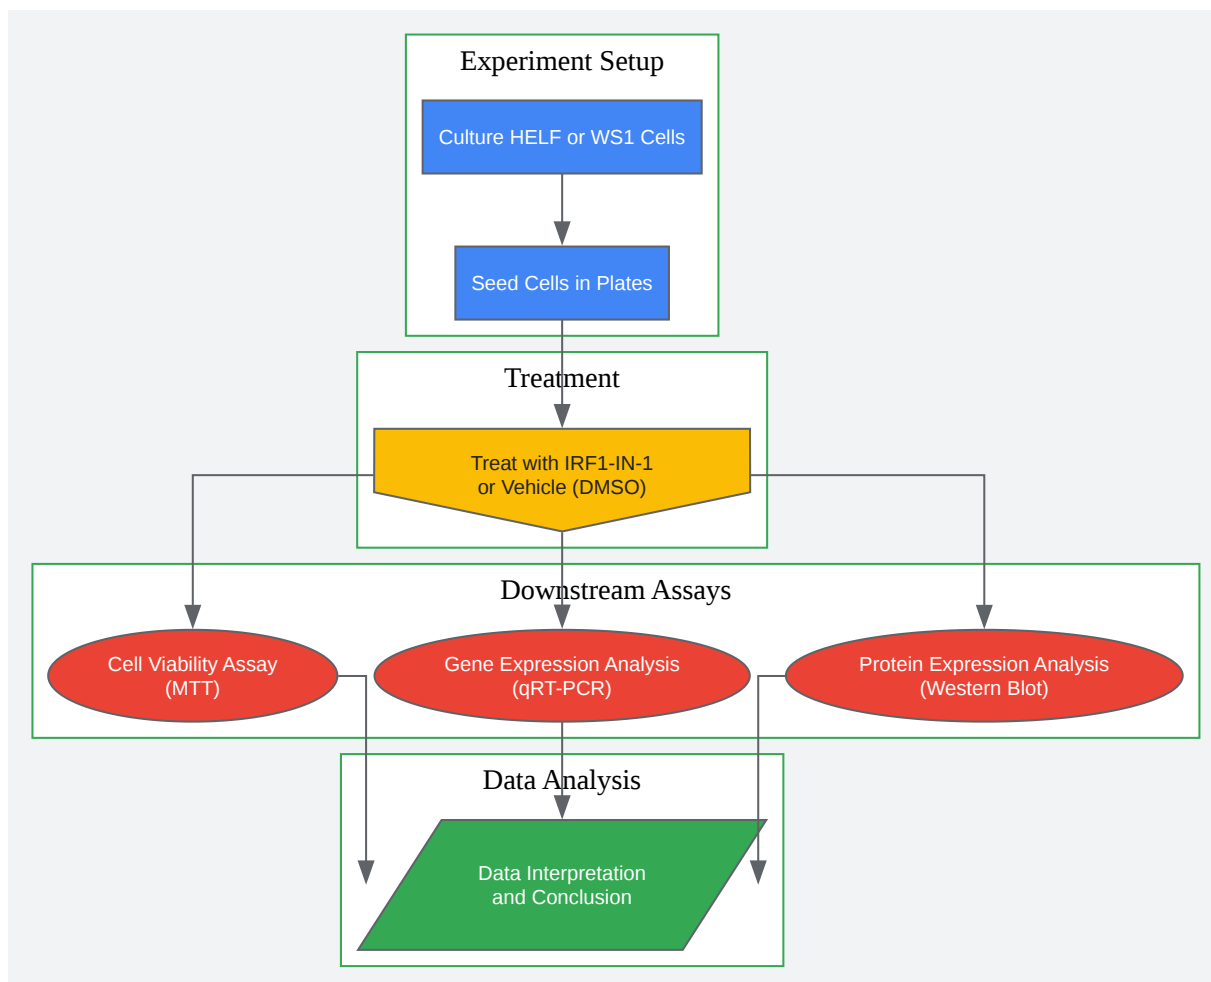 Experiment Setup
Culture HELF or WS1 Cells
Seed Cells in Plates
Treatment
Treat with IRF1-IN-1
or Vehicle (DMSO)
Downstream Assays
Cell Viability Assay
(MTT)
Gene Expression Analysis
(qRT-PCR)
Protein Expression Analysis
(Western Blot)
Data Analysis
Data Interpretation
and Conclusion